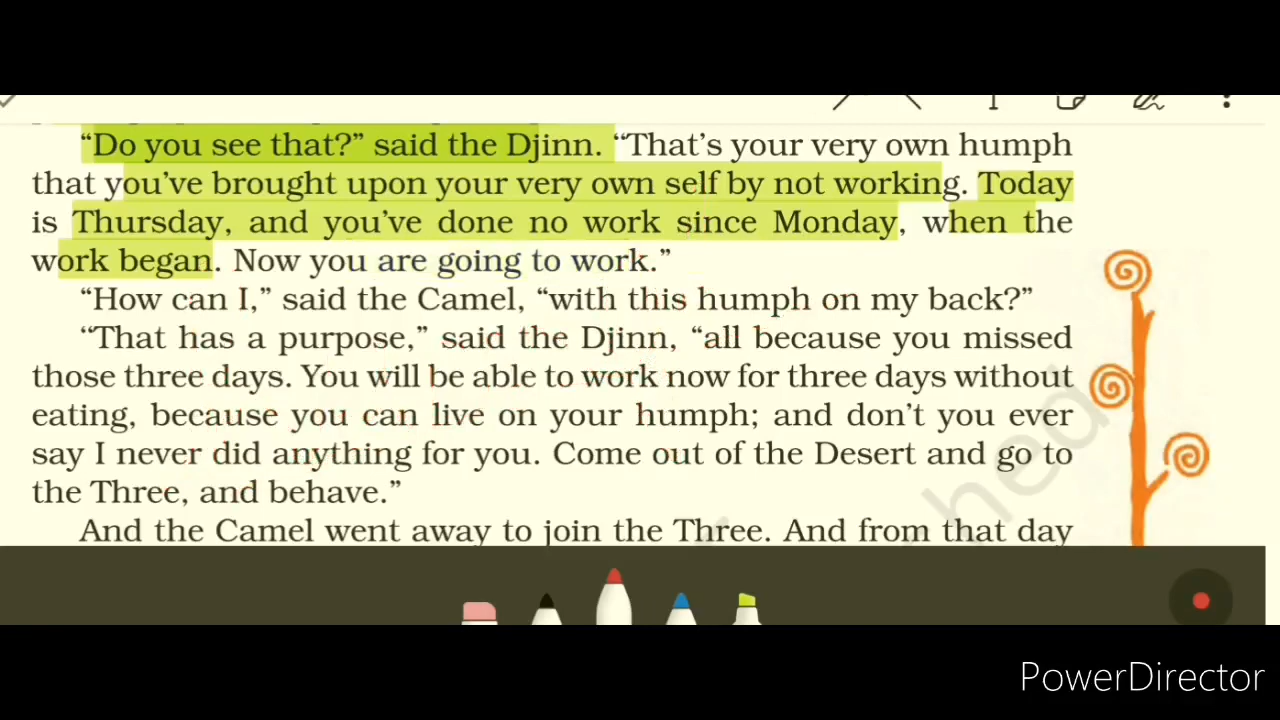 “Do you see that?” said the Djinn. “That’s your very own humph
that you’ve brought upon your very own self by not working. Today
is Thursday, and you’ve done no work since Monday, when the
work began. Now you are going to work.”
“How can I,” said the Camel, “with this humph on my back?”
“That has a purpose,” said the Djinn, “all because you missed
those three days. You will be able to work now for three days without
eating, because you can live on your humph; and don’t you ever
say I never did anything for you. Come out of the Desert and go to
the Three, and behave.”
And the Camel went away to join the Three. And from that day
hed
PowerDirector